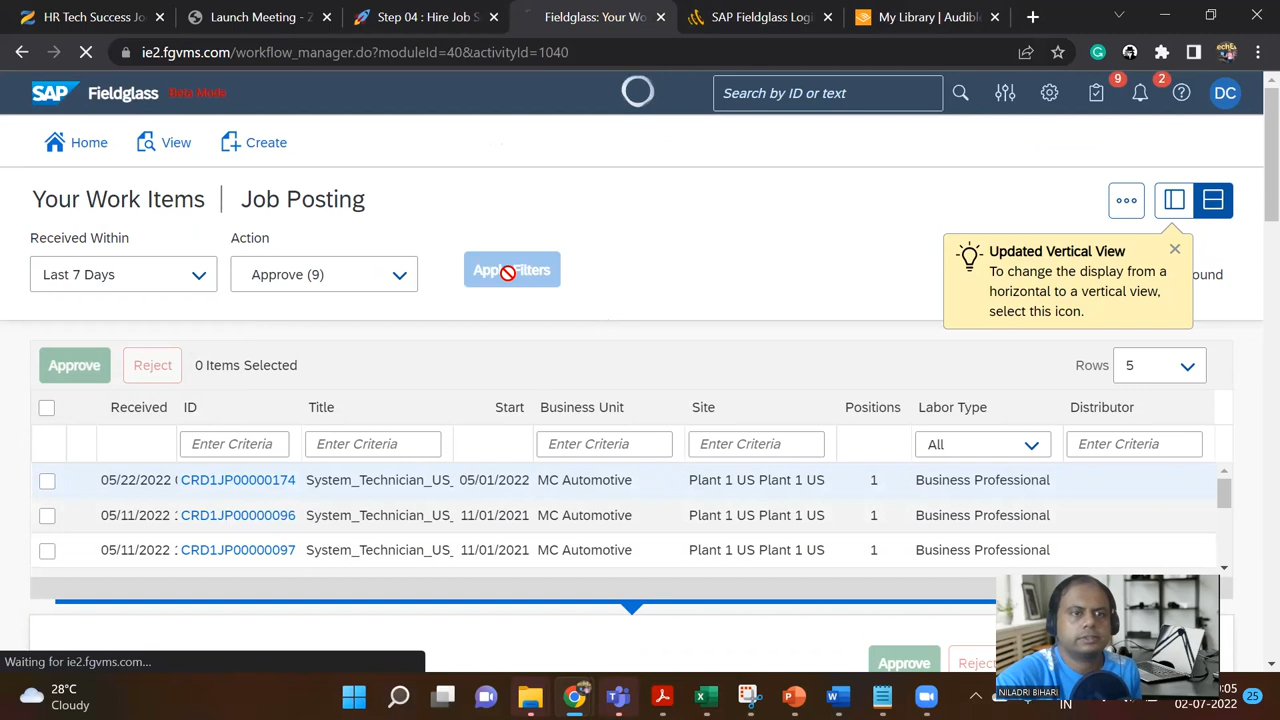 HR Tech Success Jo
Launch Meeting - Z
Step 04 : Hire Job S
Fieldglass: Your Wo
SAP Fieldglass Logi
My Library | Audible
ie2.fgvms.com/workflow_manager.do?moduleId=40&activityId=1040
SAP Fieldglass Beta Mode
Search by ID or text
9
2
DC
Home
View
Create
Your Work Items | Job Posting
Received Within
Action
Last 7 Days
Approve (9)
Apply Filters
Updated Vertical View
To change the display from a
horizontal to a vertical view,
select this icon.
ound
Approve
Reject
0 Items Selected
Rows
5
Received ID Title Start Business Unit Site Positions Labor Type Distributor
Enter Criteria Enter Criteria Enter Criteria Enter Criteria All Enter Criteria
05/22/2022 CRD1JP00000174 System_Technician_US_ 05/01/2022 MC Automotive Plant 1 US Plant 1 US 1 Business Professional
05/11/2022 CRD1JP00000096 System_Technician_US_ 11/01/2021 MC Automotive Plant 1 US Plant 1 US 1 Business Professional
05/11/2022 CRD1JP00000097 System_Technician_US_ 11/01/2021 MC Automotive Plant 1 US Plant 1 US 1 Business Professional
Approve
Reject
Waiting for ie2.fgvms.com...
NILADRI BIHARI
28°C
Cloudy
IN
:05
02-07-2022
25